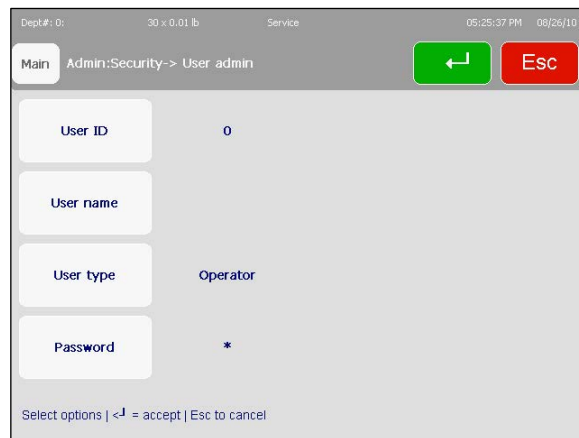 Dept#: 0: 30 x 0.01 lb Service 05:25:37 PM 08/26/10
Main Admin:Security-> User admin ↵ Esc
User ID 0
User name
User type Operator
Password *
Select options | <┘ = accept | Esc to cancel